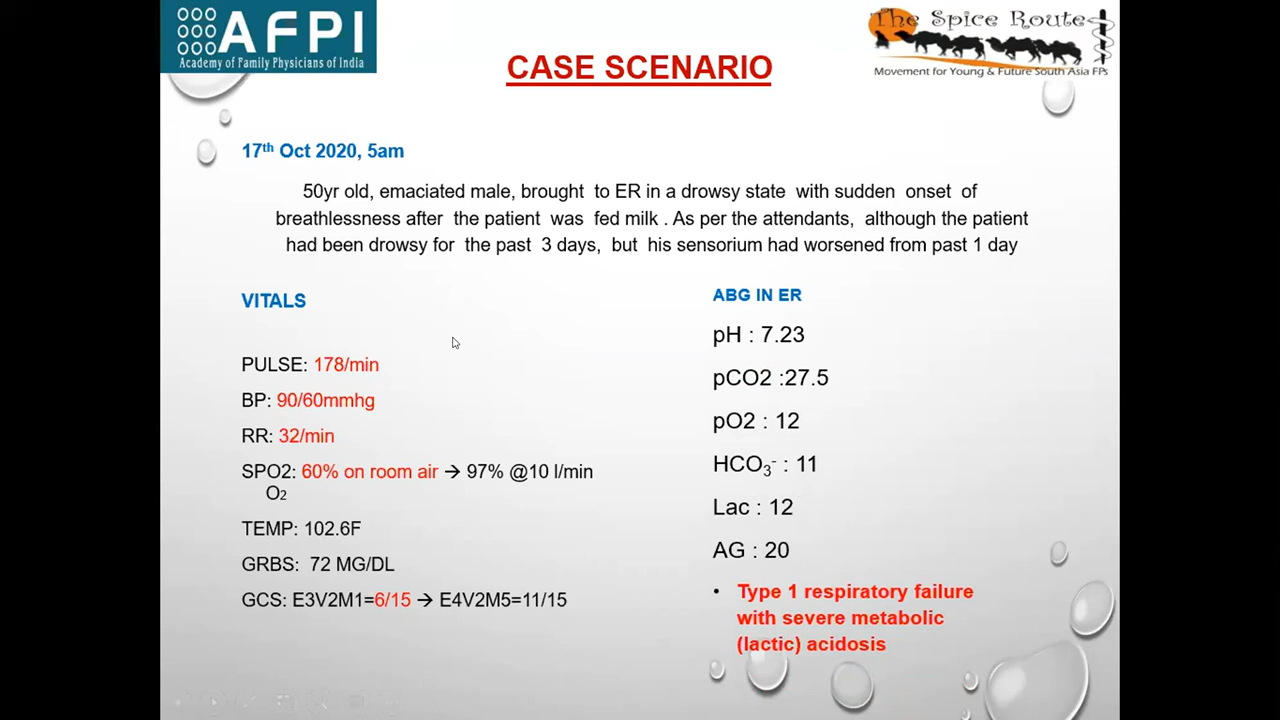 AFPI
Academy of Family Physicians of India
The Spice Route
Movement for Young & Future South Asia FPs
CASE SCENARIO
17th Oct 2020, 5am
50yr old, emaciated male, brought to ER in a drowsy state with sudden onset of
breathlessness after the patient was fed milk . As per the attendants, although the patient
had been drowsy for the past 3 days, but his sensorium had worsened from past 1 day
VITALS
PULSE: 178/min
BP: 90/60mmhg
RR: 32/min
SPO2: 60% on room air → 97% @10 l/min
O2
TEMP: 102.6F
GRBS: 72 MG/DL
GCS: E3V2M1=6/15 → E4V2M5=11/15
ABG IN ER
pH : 7.23
pCO2 :27.5
pO2 : 12
HCO3- : 11
Lac : 12
AG : 20
• Type 1 respiratory failure
with severe metabolic
(lactic) acidosis